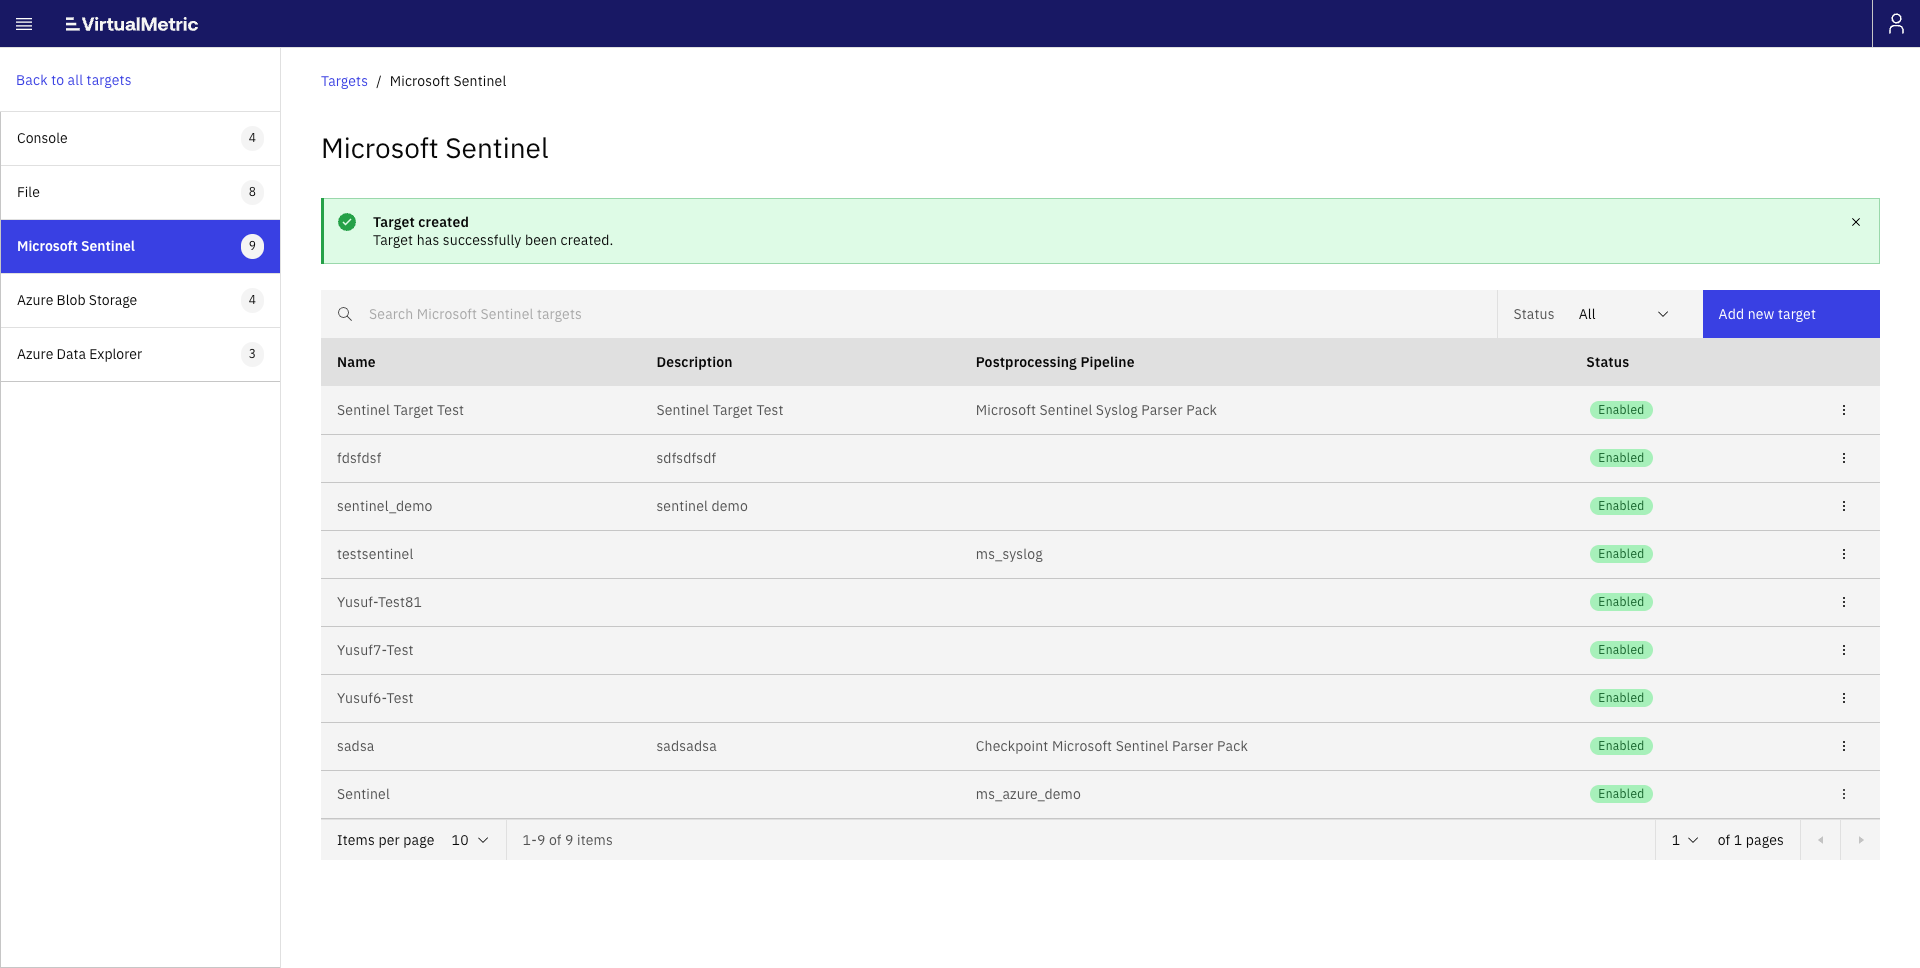 VirtualMetric
Back to all targets
Console 4
File 8
Microsoft Sentinel 9
Azure Blob Storage 4
Azure Data Explorer 3
Targets / Microsoft Sentinel
Microsoft Sentinel
Target created
Target has successfully been created.
Search Microsoft Sentinel targets Status All Add new target
Name Description Postprocessing Pipeline Status
Sentinel Target Test Sentinel Target Test Microsoft Sentinel Syslog Parser Pack Enabled
fdsfdsf sdfsdfsdf Enabled
sentinel_demo sentinel demo Enabled
testsentinel ms_syslog Enabled
Yusuf-Test81 Enabled
Yusuf7-Test Enabled
Yusuf6-Test Enabled
sadsa sadsadsa Checkpoint Microsoft Sentinel Parser Pack Enabled
Sentinel ms_azure_demo Enabled
Items per page 10 1-9 of 9 items 1 of 1 pages